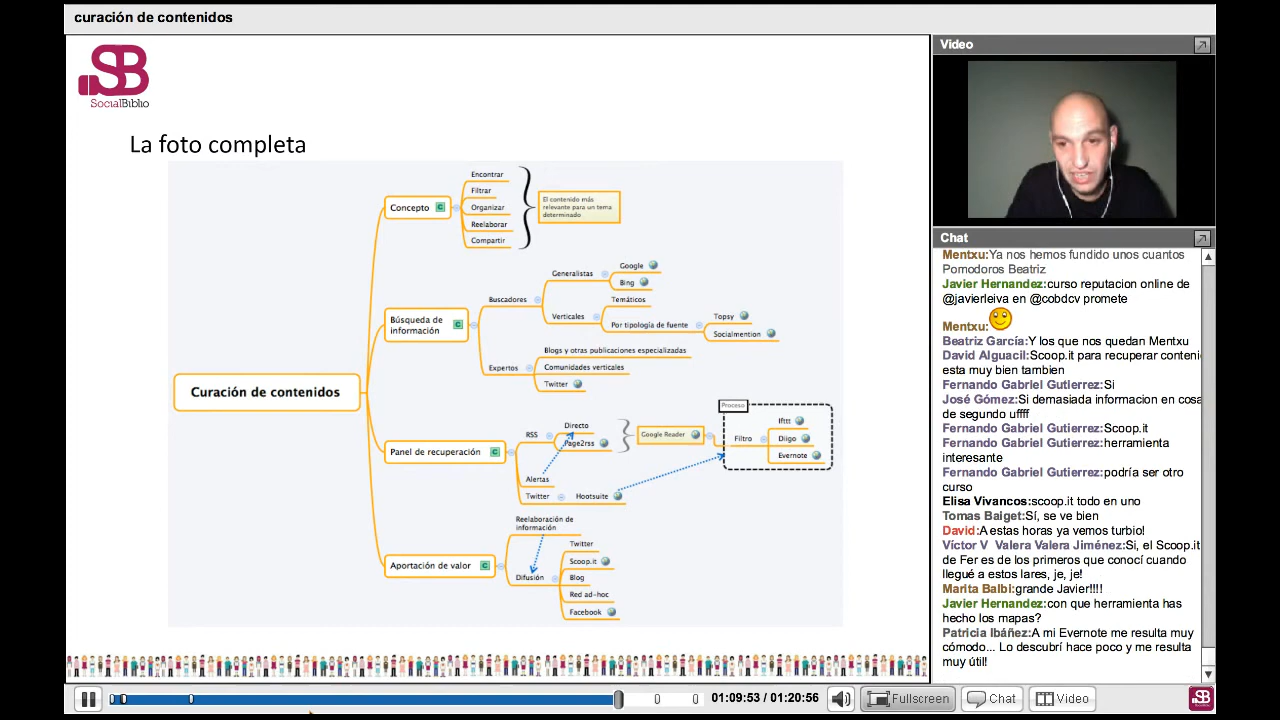 curación de contenidos
SB
SocialBiblio
La foto completa
Curación de contenidos
Concepto
Encontrar
Filtrar
Organizar
Reelaborar
Compartir
El contenido más
relevante para un tema
determinado
Búsqueda de
información
Buscadores
Generalistas
Google
Bing
Verticales
Temáticos
Por tipología de fuente
Topsy
Socialmention
Expertos
Blogs y otras publicaciones especializadas
Comunidades verticales
Twitter
Panel de recuperación
RSS
Directo
Page2rss
Google Reader
Proceso
Filtro
Ifttt
Diigo
Evernote
Alertas
Twitter
Hootsuite
Aportación de valor
Reelaboración de
información
Difusión
Twitter
Scoop.it
Blog
Red ad-hoc
Facebook
Video
Chat
Mentxu:Ya nos hemos fundido unos cuantos
Pomodoros Beatriz
Javier Hernandez:curso reputacion online de
@javierleiva en @cobdcv promete
Mentxu:
Beatriz García:Y los que nos quedan Mentxu
David Alguacil:Scoop.it para recuperar conteni
esta muy bien tambien
Fernando Gabriel Gutierrez:Si
José Gómez:Si demasiada informacion en cosa
de segundo uffff
Fernando Gabriel Gutierrez:Scoop.it
Fernando Gabriel Gutierrez:herramienta
interesante
Fernando Gabriel Gutierrez:podría ser otro
curso
Elisa Vivancos:scoop.it todo en uno
Tomas Baiget:Sí, se ve bien
David:A estas horas ya vemos turbio!
Víctor V Valera Valera Jiménez:Si, el Scoop.it
de Fer es de los primeros que conocí cuando
llegué a estos lares, je, je!
Marita Balbi:grande Javier!!!!
Javier Hernandez:con que herramienta has
hecho los mapas?
Patricia Ibáñez:A mi Evernote me resulta muy
cómodo... Lo descubrí hace poco y me resulta
muy útil!
01:09:53 / 01:20:56
Fullscreen
Chat
Video
SB